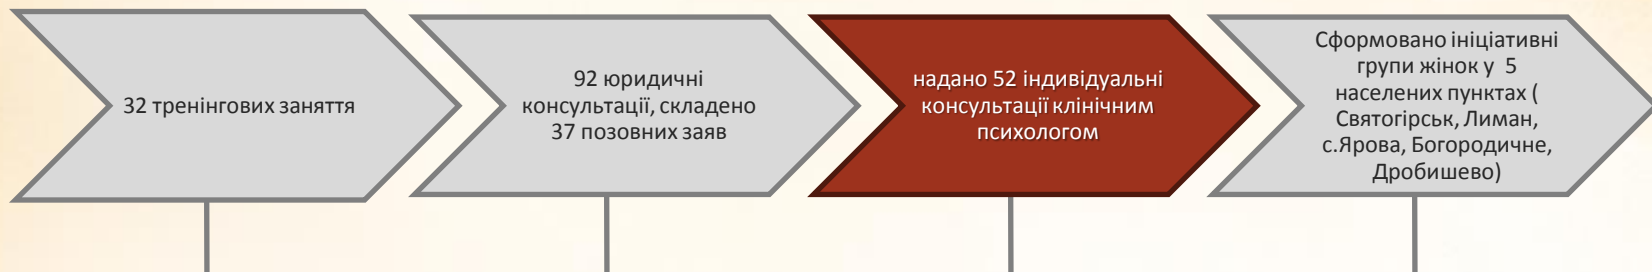 32 тренінгових заняття
92 юридичні
консультації, складено
37 позовних заяв
надано 52 індивідуальні
консультації клінічним
психологом
Сформовано ініціативні
групи жінок у 5
населених пунктах (
Святогірськ, Лиман,
с.Ярова, Богородичне,
Дробишево)